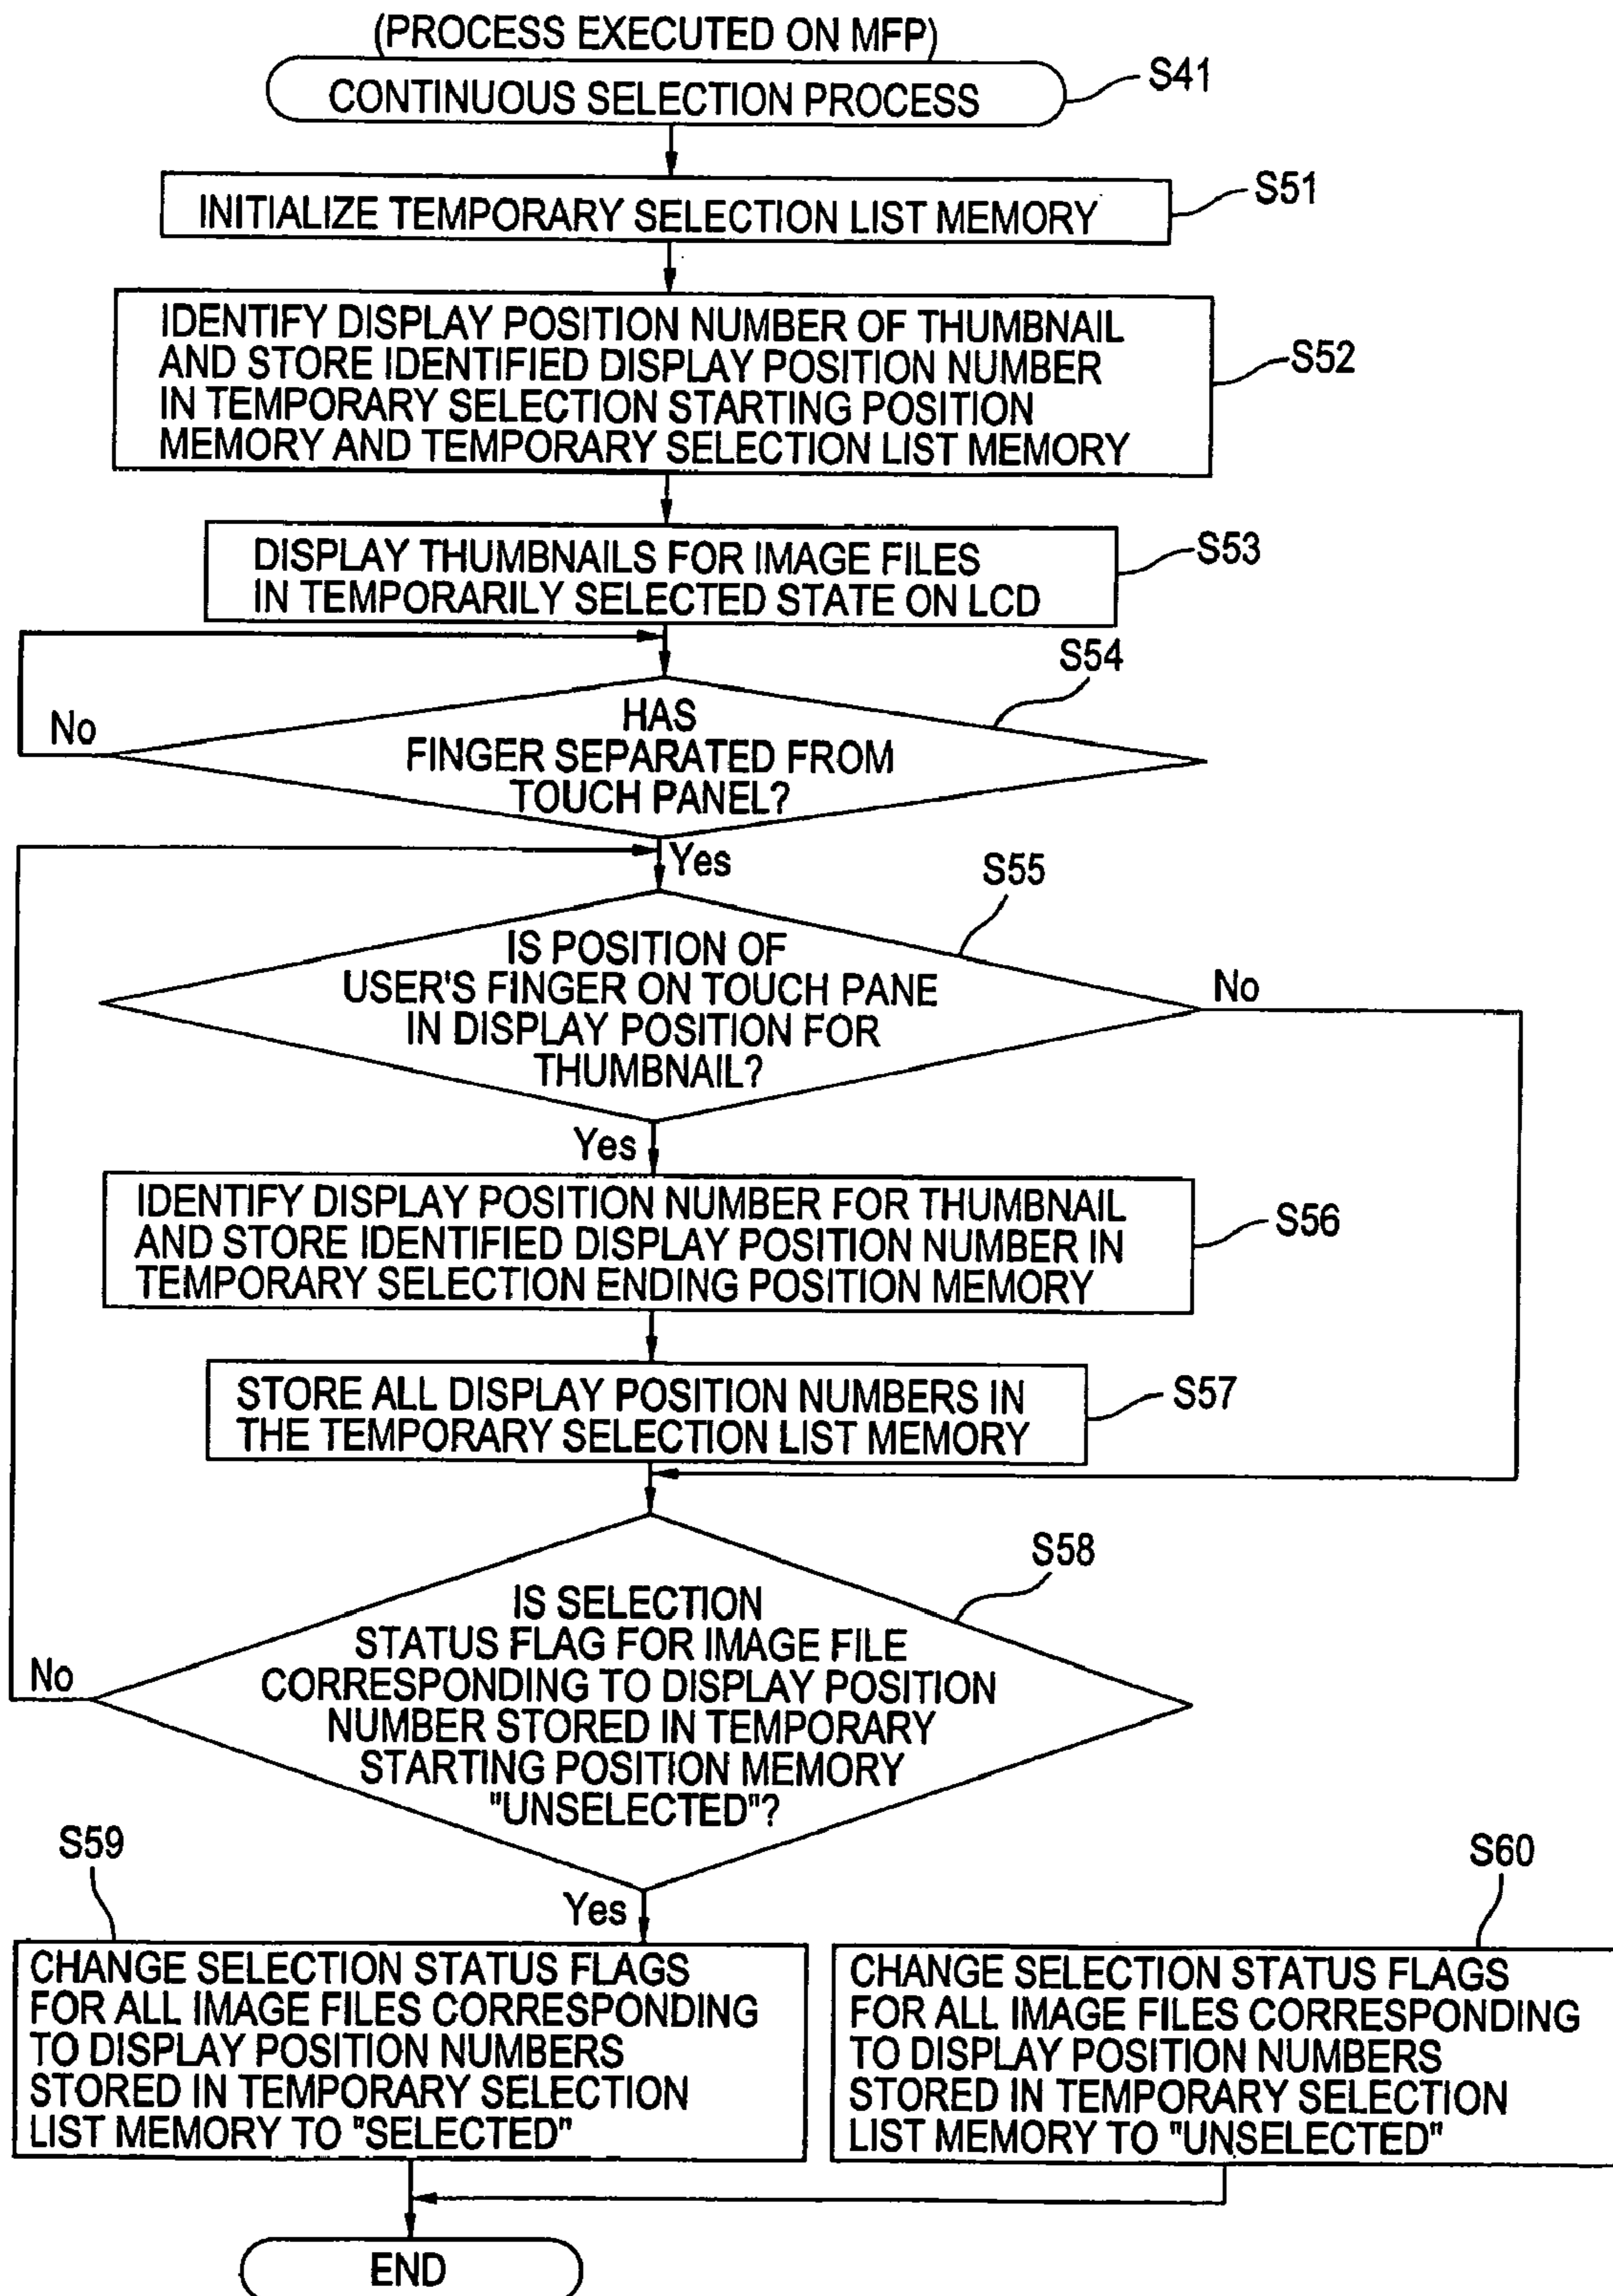 (PROCESS EXECUTED ON MFP)
CONTINUOUS SELECTION PROCESS
S41
INITIALIZE TEMPORARY SELECTION LIST MEMORY
S51
IDENTIFY DISPLAY POSITION NUMBER OF THUMBNAIL
AND STORE IDENTIFIED DISPLAY POSITION NUMBER
IN TEMPORARY SELECTION STARTING POSITION
MEMORY AND TEMPORARY SELECTION LIST MEMORY
S52
DISPLAY THUMBNAILS FOR IMAGE FILES
IN TEMPORARILY SELECTED STATE ON LCD
S53
S54
No
HAS
FINGER SEPARATED FROM
TOUCH PANEL?
Yes
S55
IS POSITION OF
USER'S FINGER ON TOUCH PANE
IN DISPLAY POSITION FOR
THUMBNAIL?
No
Yes
IDENTIFY DISPLAY POSITION NUMBER FOR THUMBNAIL
AND STORE IDENTIFIED DISPLAY POSITION NUMBER IN
TEMPORARY SELECTION ENDING POSITION MEMORY
S56
STORE ALL DISPLAY POSITION NUMBERS IN
THE TEMPORARY SELECTION LIST MEMORY
S57
S58
IS SELECTION
STATUS FLAG FOR IMAGE FILE
CORRESPONDING TO DISPLAY POSITION
NUMBER STORED IN TEMPORARY
STARTING POSITION MEMORY
"UNSELECTED"?
No
Yes
S59
CHANGE SELECTION STATUS FLAGS
FOR ALL IMAGE FILES CORRESPONDING
TO DISPLAY POSITION NUMBERS
STORED IN TEMPORARY SELECTION
LIST MEMORY TO "SELECTED"
S60
CHANGE SELECTION STATUS FLAGS
FOR ALL IMAGE FILES CORRESPONDING
TO DISPLAY POSITION NUMBERS
STORED IN TEMPORARY SELECTION
LIST MEMORY TO "UNSELECTED"
END